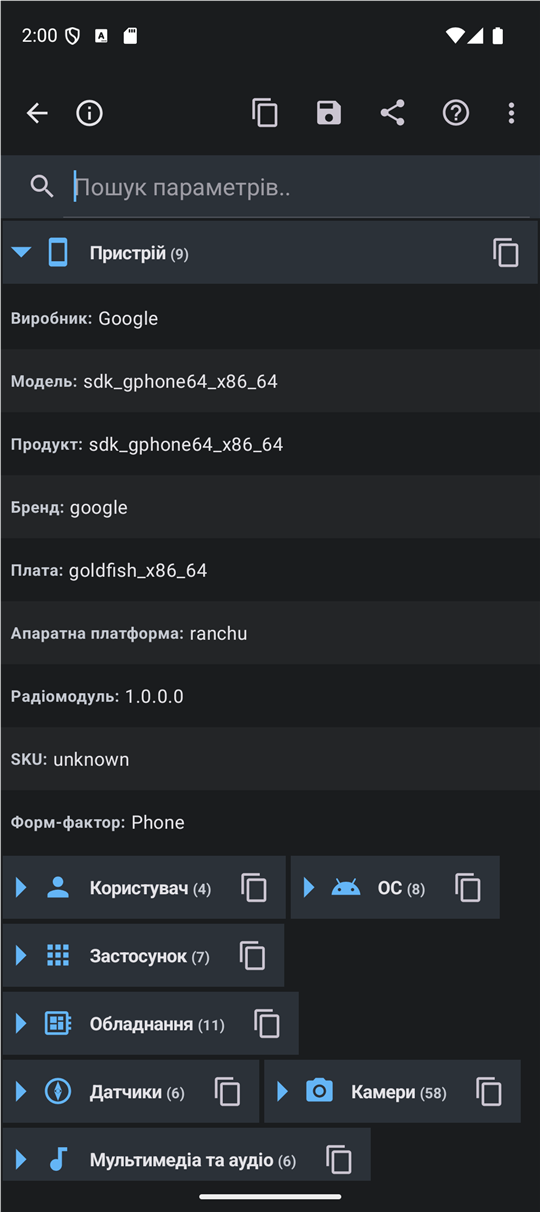 2:00
Пошук параметрів..
Пристрій (9)
Виробник: Google
Модель: sdk_gphone64_x86_64
Продукт: sdk_gphone64_x86_64
Бренд: google
Плата: goldfish_x86_64
Апаратна платформа: ranchu
Радіомодуль: 1.0.0.0
SKU: unknown
Форм-фактор: Phone
Користувач (4) ОС (8)
Застосунок (7)
Обладнання (11)
Датчики (6) Камери (58)
Мультимедіа та аудіо (6)